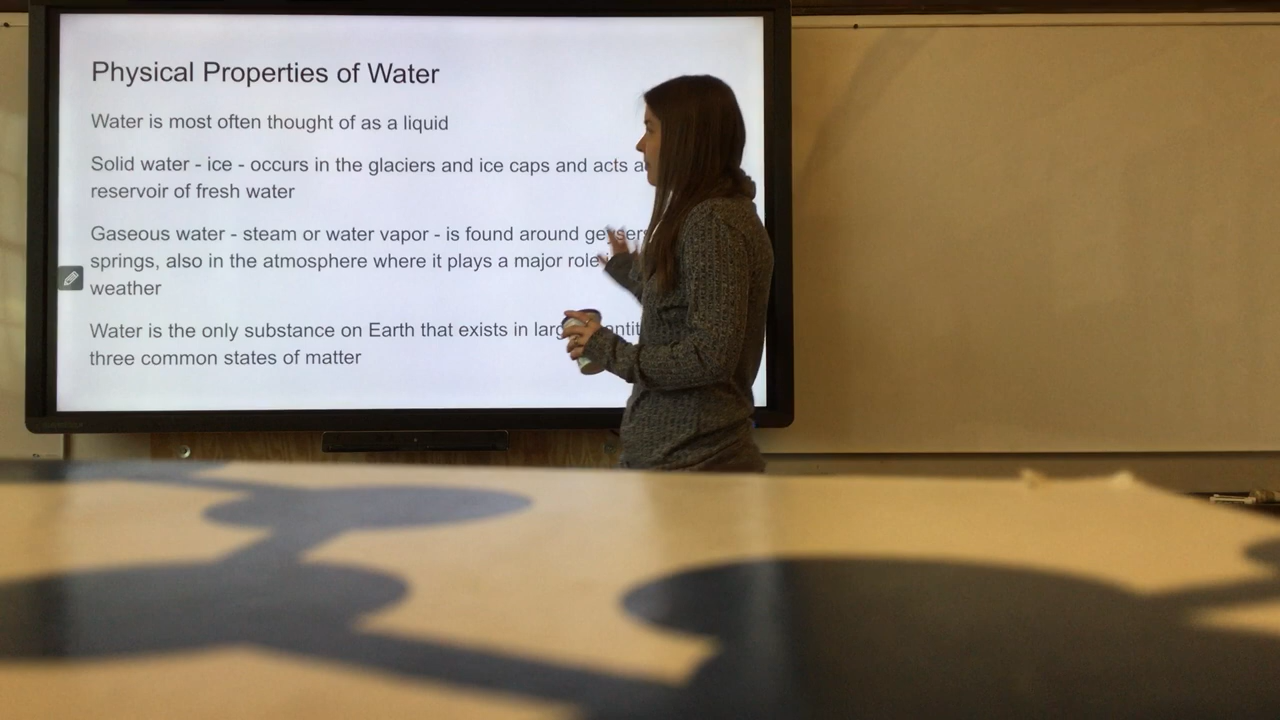 Physical Properties of Water
Water is most often thought of as a liquid
Solid water - ice - occurs in the glaciers and ice caps and acts
reservoir of fresh water
Gaseous water - steam or water vapor - is found around geysers
springs, also in the atmosphere where it plays a major role
weather
Water is the only substance on Earth that exists in
three common states of matter